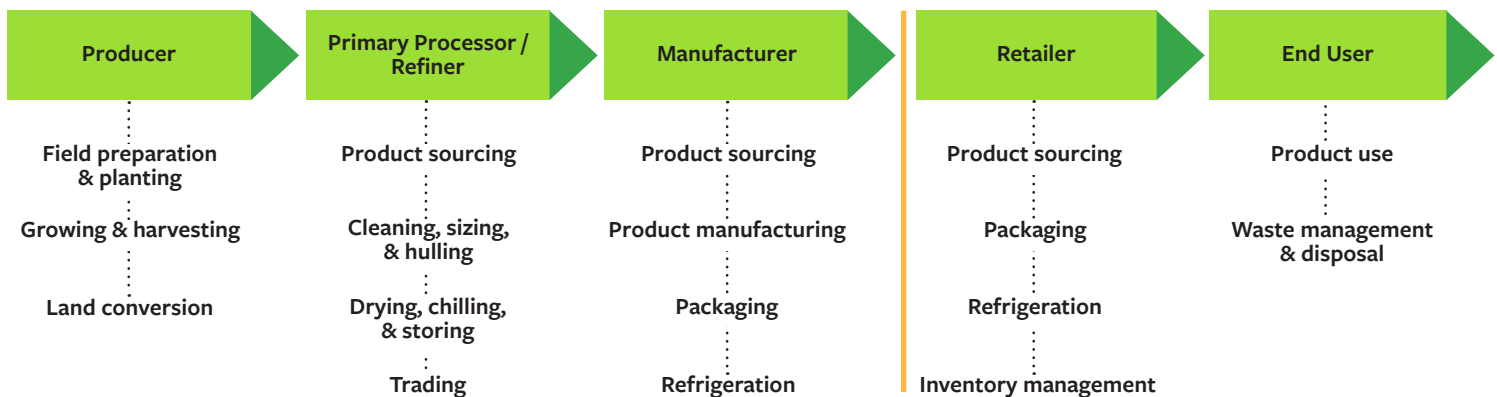 Producer
Field preparation
& planting
Growing & harvesting
Land conversion
Primary Processor /
Refiner
Product sourcing
Cleaning, sizing,
& hulling
Drying, chilling,
& storing
Trading
Manufacturer
Product sourcing
Product manufacturing
Packaging
Refrigeration
Retailer
Product sourcing
Packaging
Refrigeration
Inventory management
End User
Product use
Waste management
& disposal